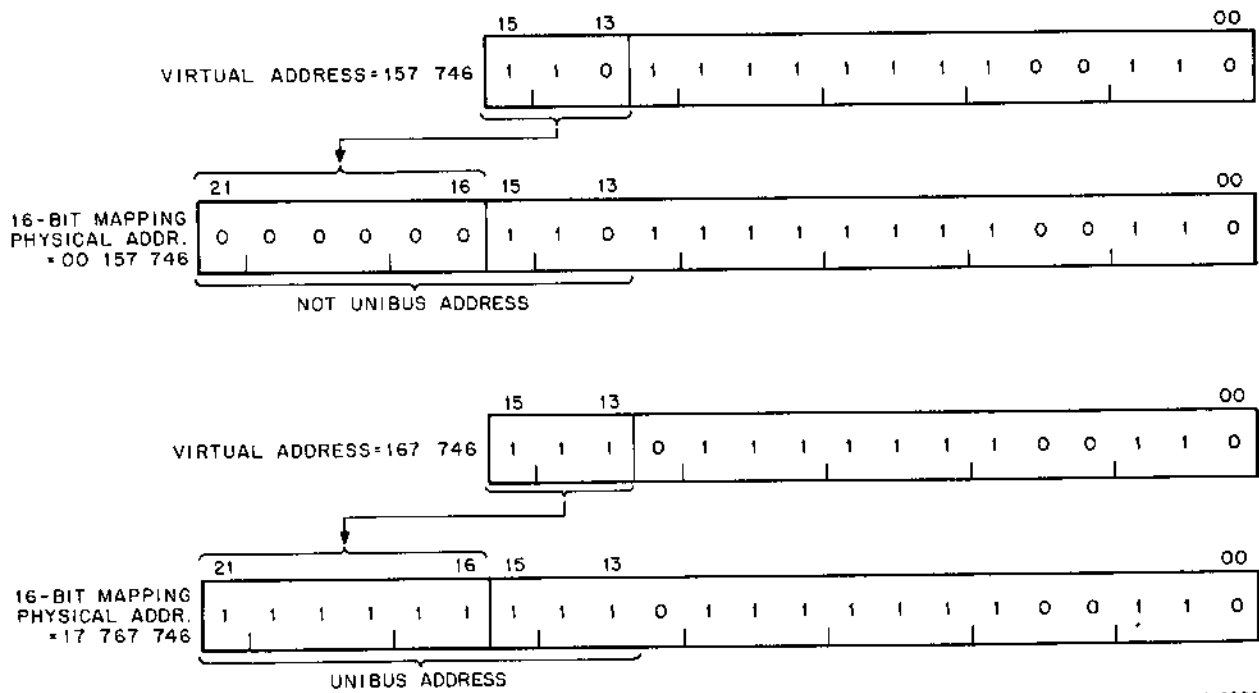 15 13 00
VIRTUAL ADDRESS=157 746 1 1 0 1 1 1 1 1 1 1 1 0 0 1 1 0
21 16 15 13 00
16-BIT MAPPING
PHYSICAL ADDR.
=00 157 746
0 0 0 0 0 0 1 1 0 1 1 1 1 1 1 1 1 0 0 1 1 0
NOT UNIBUS ADDRESS
15 13 00
VIRTUAL ADDRESS=167 746 1 1 1 0 1 1 1 1 1 1 1 0 0 1 1 0
21 16 15 13 00
16-BIT MAPPING
PHYSICAL ADDR.
=17 767 746
1 1 1 1 1 1 1 1 1 0 1 1 1 1 1 1 1 0 0 1 1 0
UNIBUS ADDRESS